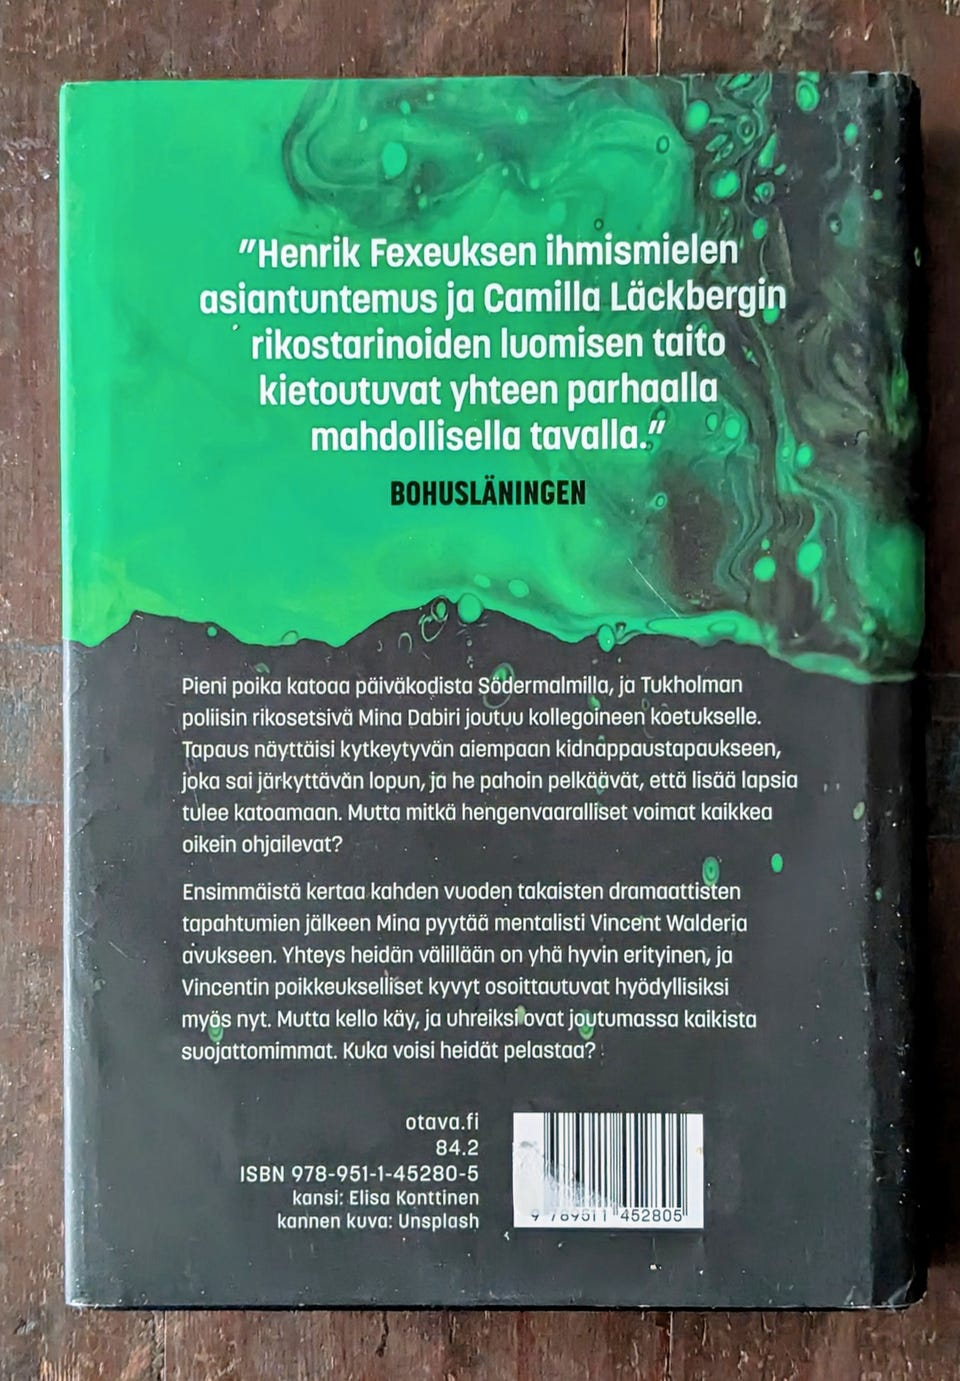 ”Henrik Fexeuksen ihmismielen
asiantuntemus ja Camilla Läckbergin
rikostarinoiden luomisen taito
kietoutuvat yhteen parhaalla
mahdollisella tavalla.”
BOHUSLÄNINGEN
Pieni poika katoaa päiväkodista Södermalmilla, ja Tukholman
poliisin rikosetsivä Mina Dabiri joutuu kollegoineen koetukselle.
Tapaus näyttäisi kytkeytyvän aiempaan kidnappaustapaukseen,
joka sai järkyttävän lopun, ja he pahoin pelkäävät, että lisää lapsia
tulee katoamaan. Mutta mitkä hengenvaaralliset voimat kaikkea
oikein ohjailevat?
Ensimmäistä kertaa kahden vuoden takaisten dramaattisten
tapahtumien jälkeen Mina pyytää mentalisti Vincent Walderia
avukseen. Yhteys heidän välillään on yhä hyvin erityinen, ja
Vincentin poikkeukselliset kyvyt osoittautuvat hyödyllisiksi
myös nyt. Mutta kello käy, ja uhreiksi ovat joutumassa kaikista
suojattomimmat. Kuka voisi heidät pelastaa?
otava.fi
84.2
ISBN 978-951-1-45280-5
kansi: Elisa Konttinen
kannen kuva: Unsplash
9 789511 452805